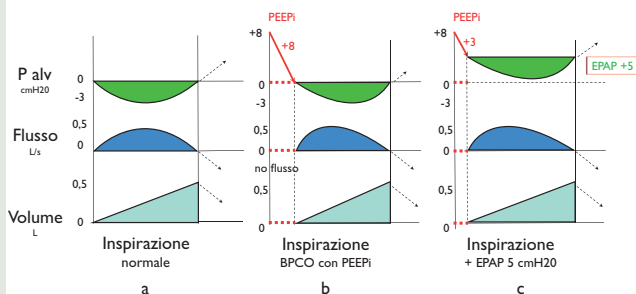 PEEPi
+8
+8
0
-3
PEEPi
+8
+3
0
-3
EPAP +5
P alv
cmH20
0
-3
Flusso
L/s
0,5
0
0,5
0
0,5
0
no flusso
Volume
L
0,5
0
0,5
0
0,5
0
Inspirazione
normale
a
Inspirazione
BPCO con PEEPi
b
Inspirazione
+ EPAP 5 cmH20
c